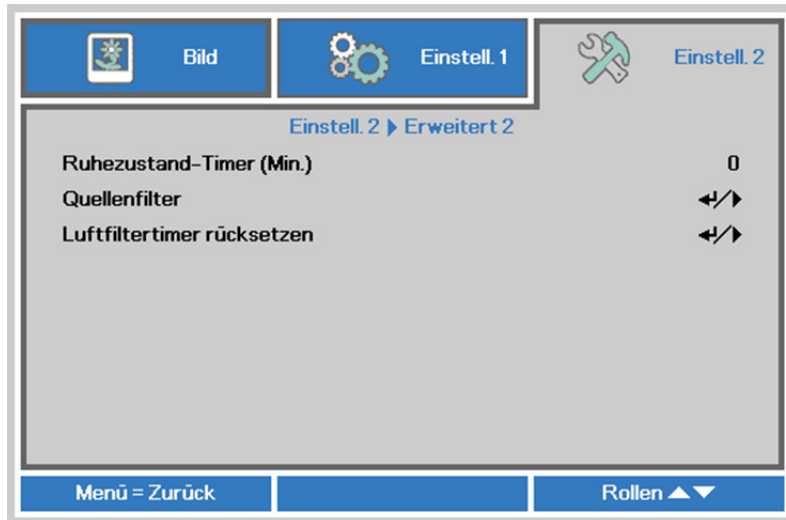 Bild
Einstell. 1
Einstell. 2
Einstell. 2 ▶ Erweitert 2
Ruhezustand-Timer (Min.) 0
Quellenfilter ↵/▶
Luftfiltertimer rücksetzen ↵/▶
Menü = Zurück
Rollen ▲▼